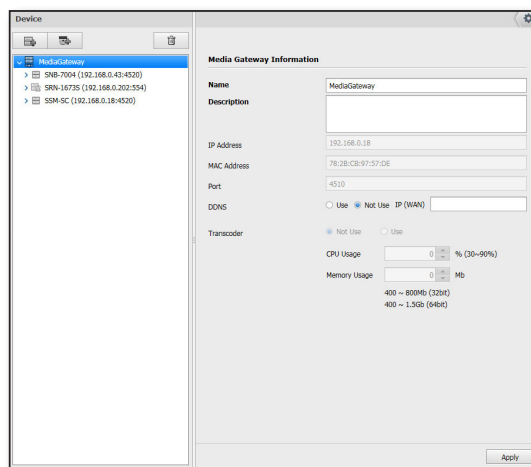 Device
MediaGateway
SNB-7004 (192.168.0.43:4520)
SRN-1673S (192.168.0.202:554)
SSM-SC (192.168.0.18:4520)
Media Gateway Information
Name MediaGateway
Description
IP Address 192.168.0.18
MAC Address 78:2B:CB:97:57:DE
Port 4510
DDNS Use Not Use IP (WAN)
Transcoder Not Use Use
CPU Usage 0 % (30~90%)
Memory Usage 0 Mb
400 ~ 800Mb (32bit)
400 ~ 1.5Gb (64bit)
Apply